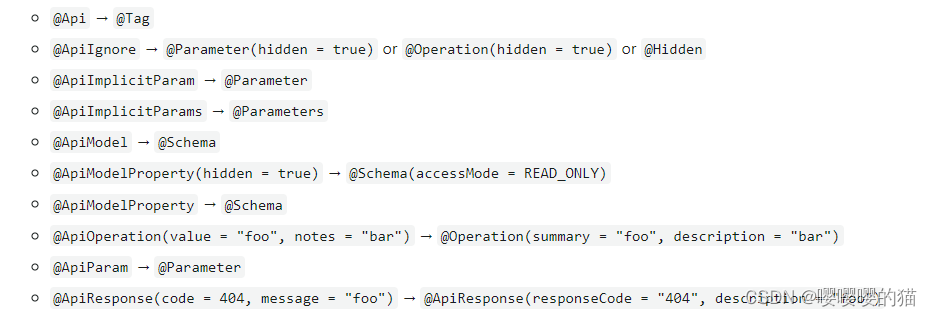 @Api → @Tag
@ApiIgnore → @Parameter(hidden = true) or @Operation(hidden = true) or @Hidden
@ApiImplicitParam → @Parameter
@ApiImplicitParams → @Parameters
@ApiModel → @Schema
@ApiModelProperty(hidden = true) → @Schema(accessMode = READ_ONLY)
@ApiModelProperty → @Schema
@ApiOperation(value = "foo", notes = "bar") → @Operation(summary = "foo", description = "bar")
@ApiParam → @Parameter
@ApiResponse(code = 404, message = "foo") → @ApiResponse(responseCode = "404", description = "foo")
CSDN @嘤嘤嘤的猫